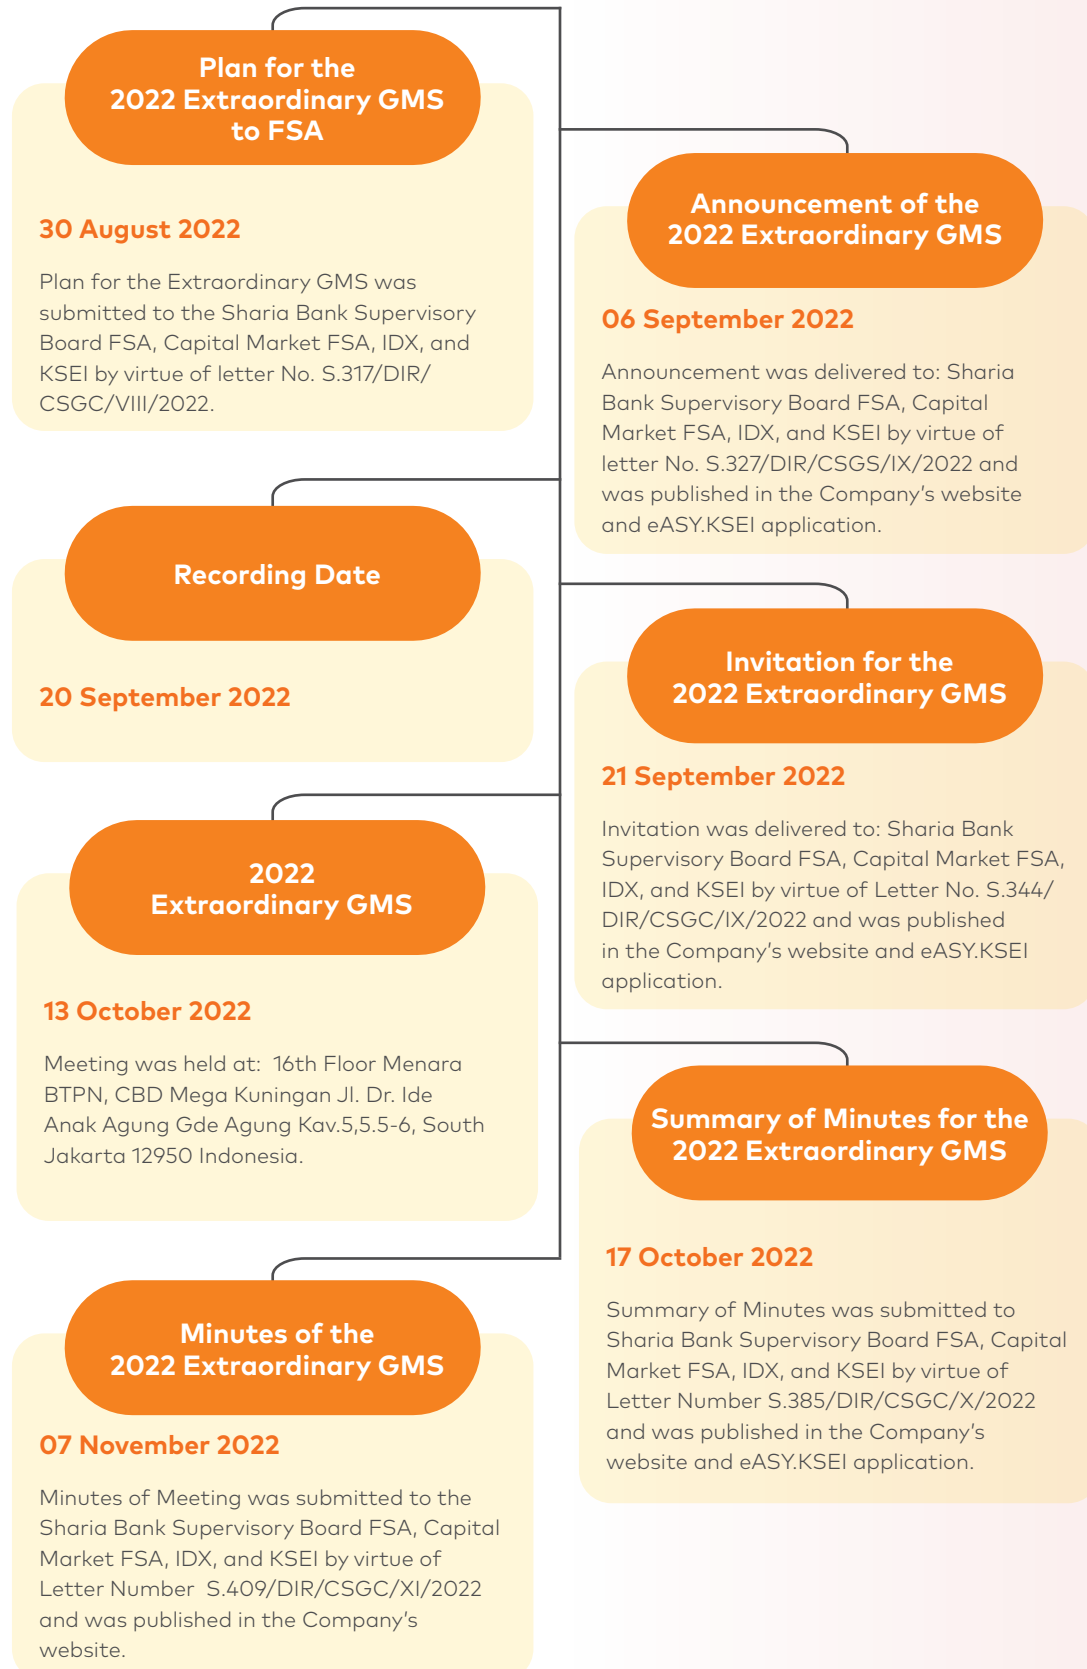 Plan for the
2022 Extraordinary GMS
to FSA
30 August 2022
Plan for the Extraordinary GMS was
submitted to the Sharia Bank Supervisory
Board FSA, Capital Market FSA, IDX, and
KSEI by virtue of letter No. S.317/DIR/
CSGC/VIII/2022.
Announcement of the
2022 Extraordinary GMS
06 September 2022
Announcement was delivered to: Sharia
Bank Supervisory Board FSA, Capital
Market FSA, IDX, and KSEI by virtue of
letter No. S.327/DIR/CSGS/IX/2022 and
was published in the Company's website
and eASY.KSEI application.
Recording Date
20 September 2022
Invitation for the
2022 Extraordinary GMS
21 September 2022
Invitation was delivered to: Sharia Bank
Supervisory Board FSA, Capital Market FSA,
IDX, and KSEI by virtue of Letter No. S.344/
DIR/CSGC/IX/2022 and was published
in the Company's website and eASY.KSEI
application.
2022
Extraordinary GMS
13 October 2022
Meeting was held at:  16th Floor Menara
BTPN, CBD Mega Kuningan Jl. Dr. Ide
Anak Agung Gde Agung Kav.5,5.5-6, South
Jakarta 12950 Indonesia.
Summary of Minutes for the
2022 Extraordinary GMS
17 October 2022
Summary of Minutes was submitted to
Sharia Bank Supervisory Board FSA, Capital
Market FSA, IDX, and KSEI by virtue of
Letter Number S.385/DIR/CSGC/X/2022
and was published in the Company's
website and eASY.KSEI application.
Minutes of the
2022 Extraordinary GMS
07 November 2022
Minutes of Meeting was submitted to the
Sharia Bank Supervisory Board FSA, Capital
Market FSA, IDX, and KSEI by virtue of
Letter Number  S.409/DIR/CSGC/XI/2022
and was published in the Company's
website.